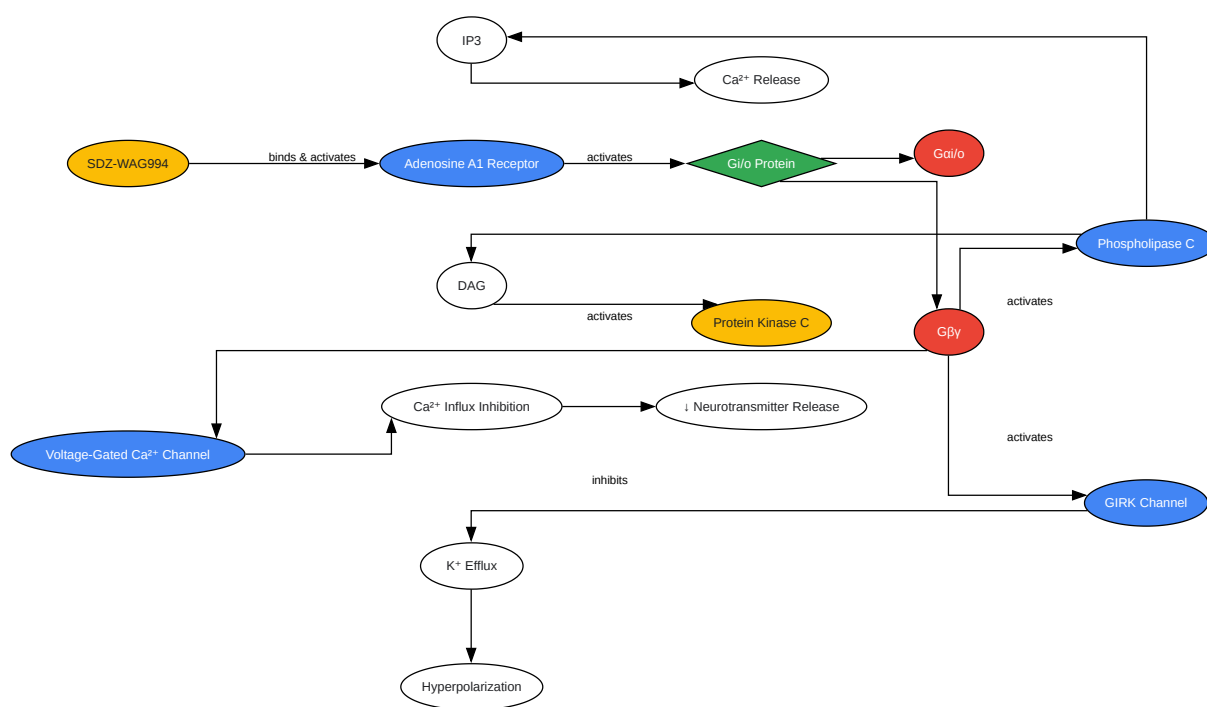 IP3
Ca²⁺ Release
SDZ-WAG994
binds & activates
Adenosine A1 Receptor
activates
Gi/o Protein
Gαi/o
Phospholipase C
DAG
activates
Protein Kinase C
activates
Gβγ
Ca²⁺ Influx Inhibition
↓ Neurotransmitter Release
Voltage-Gated Ca²⁺ Channel
activates
inhibits
GIRK Channel
K⁺ Efflux
Hyperpolarization